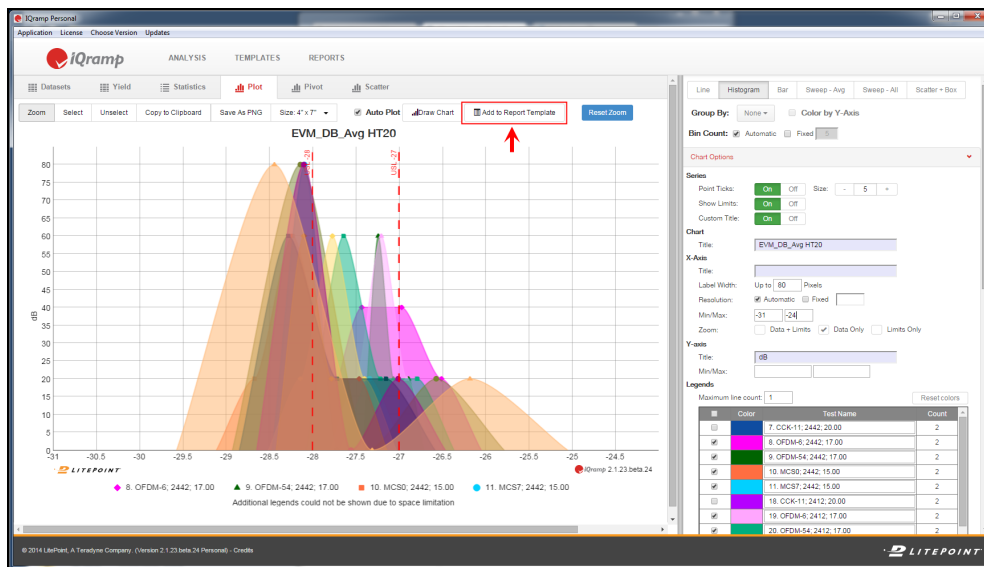 IQramp Personal
Application License Choose Version Updates
iQramp ANALYSIS TEMPLATES REPORTS
Datasets Yield Statistics Plot Pivot Scatter
Zoom Select Unselect Copy to Clipboard Save As PNG Size: 4" x 7" Auto Plot Draw Chart Add to Report Template Reset Zoom
EVM_DB_Avg HT20
USL -28
USL -27
80
75
70
65
60
55
50
45
40
35
30
25
20
15
10
5
0
dB
-31 -30.5 -30 -29.5 -29 -28.5 -28 -27.5 -27 -26.5 -26 -25.5 -25 -24.5
LITEPOINT
iQramp 2.1.23.beta.24
8. OFDM-6; 2442; 17.00 9. OFDM-54; 2442; 17.00 10. MCS0; 2442; 15.00 11. MCS7; 2442; 15.00
Additional legends could not be shown due to space limitation
Line Histogram Bar Sweep - Avg Sweep - All Scatter + Box
Group By: None Color by Y-Axis
Bin Count: Automatic Fixed 5
Chart Options
Series
Point Ticks: On Off Size: - 5 +
Show Limits: On Off
Custom Title: On Off
Chart
Title: EVM_DB_Avg HT20
X-Axis
Title:
Label Width: Up to 80 Pixels
Resolution: Automatic Fixed
Min/Max: -31 -24
Zoom: Data + Limits Data Only Limits Only
Y-axis
Title: dB
Min/Max:
Legends
Maximum line count: 1 Reset colors
Color Test Name Count
7. CCK-11; 2442; 20.00 2
8. OFDM-6; 2442; 17.00 2
9. OFDM-54; 2442; 17.00 2
10. MCS0; 2442; 15.00 2
11. MCS7; 2442; 15.00 2
18. CCK-11; 2412; 20.00 2
19. OFDM-6; 2412; 17.00 2
20. OFDM-54; 2412; 17.00 2
© 2014 LitePoint, A Teradyne Company. (Version 2.1.23.beta.24 Personal) - Credits
LITEPOINT